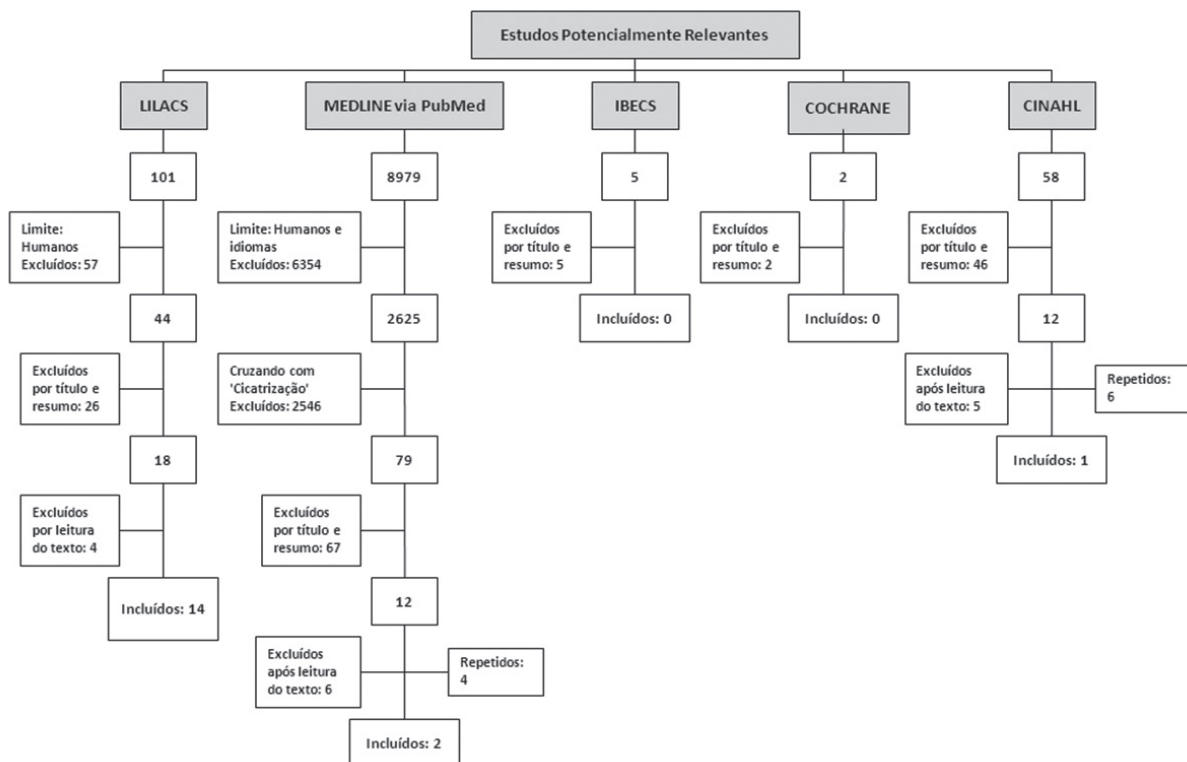 Estudos Potencialmente Relevantes
LILACS
MEDLINE via PubMed
IBECS
COCHRANE
CINAHL
101
8979
5
2
58
Limite:
Humanos
Excluídos: 57
Limite: Humanos e
idiomas
Excluídos: 6354
Excluídos
por título e
resumo: 5
Excluídos
por título e
resumo: 2
Excluídos
por título e
resumo: 46
44
2625
Incluídos: 0
Incluídos: 0
12
Excluídos
por título e
resumo: 26
Cruzando com
'Cicatrização'
Excluídos: 2546
Excluídos
após leitura
do texto: 5
Repetidos:
6
18
79
Incluídos: 1
Excluídos
por leitura
do texto: 4
Excluídos
por título e
resumo: 67
Incluídos: 14
12
Excluídos
após leitura
do texto: 6
Repetidos:
4
Incluídos: 2